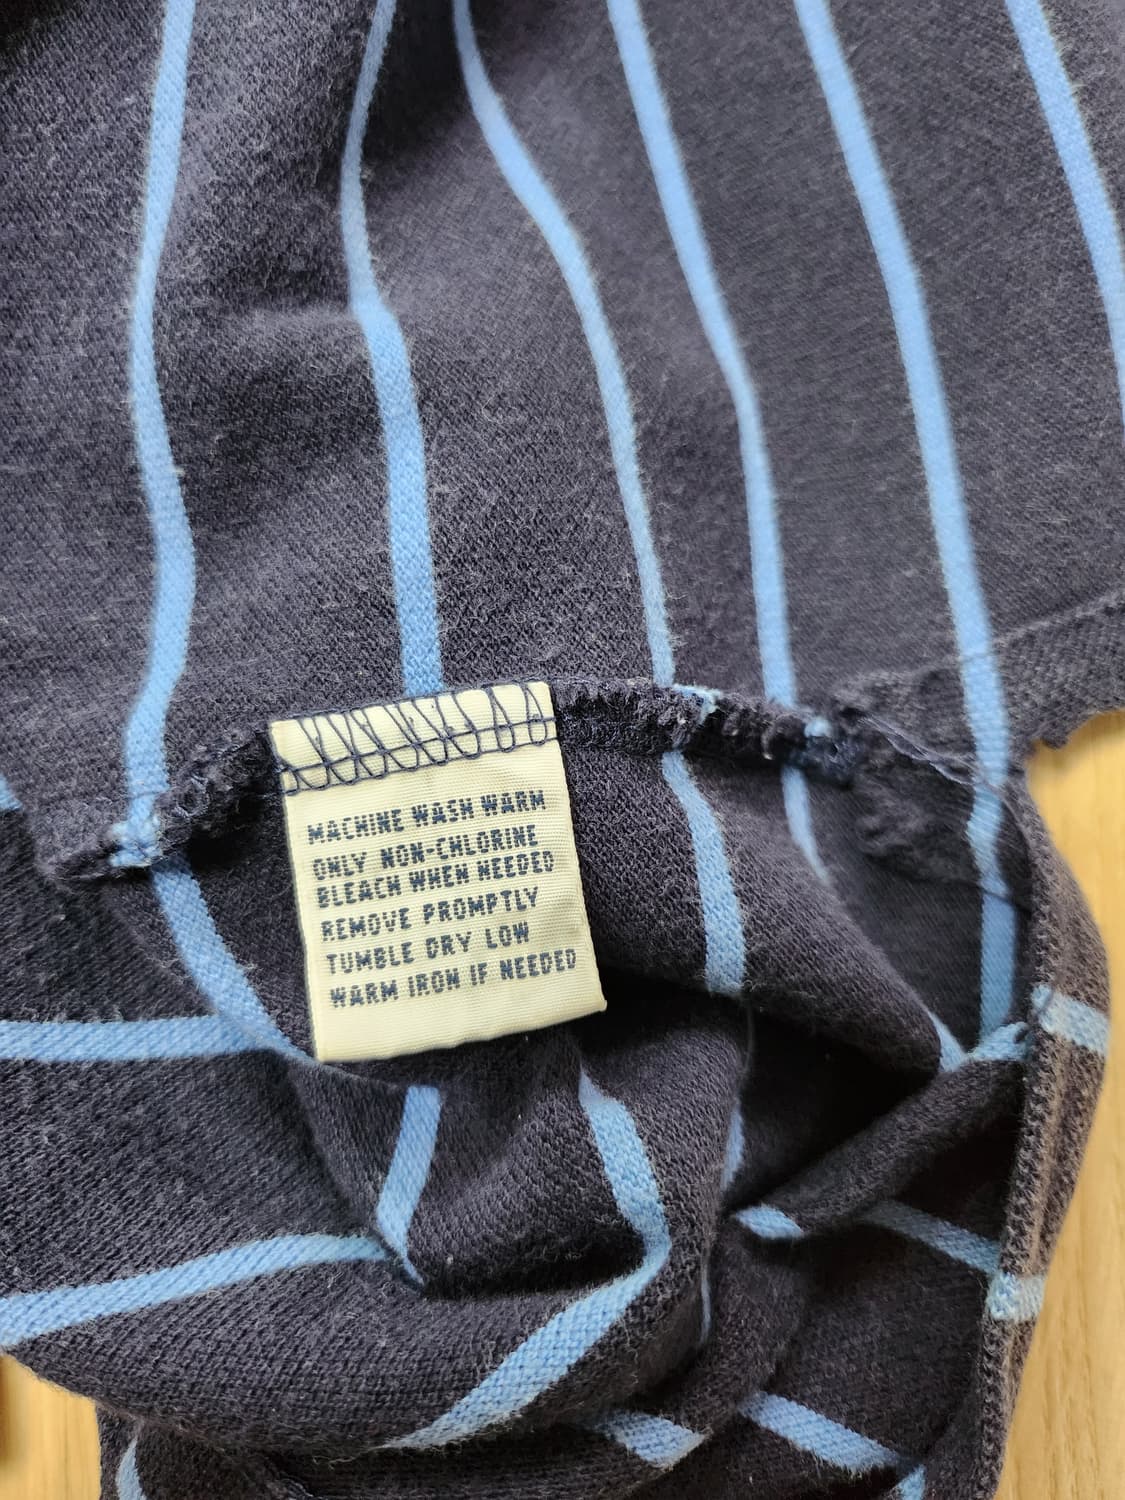 MACHINE WASH WARM
ONLY NON-CHLORINE
BLEACH WHEN NEEDED
REMOVE PROMPTLY
TUMBLE DRY LOW
WARM IRON IF NEEDED